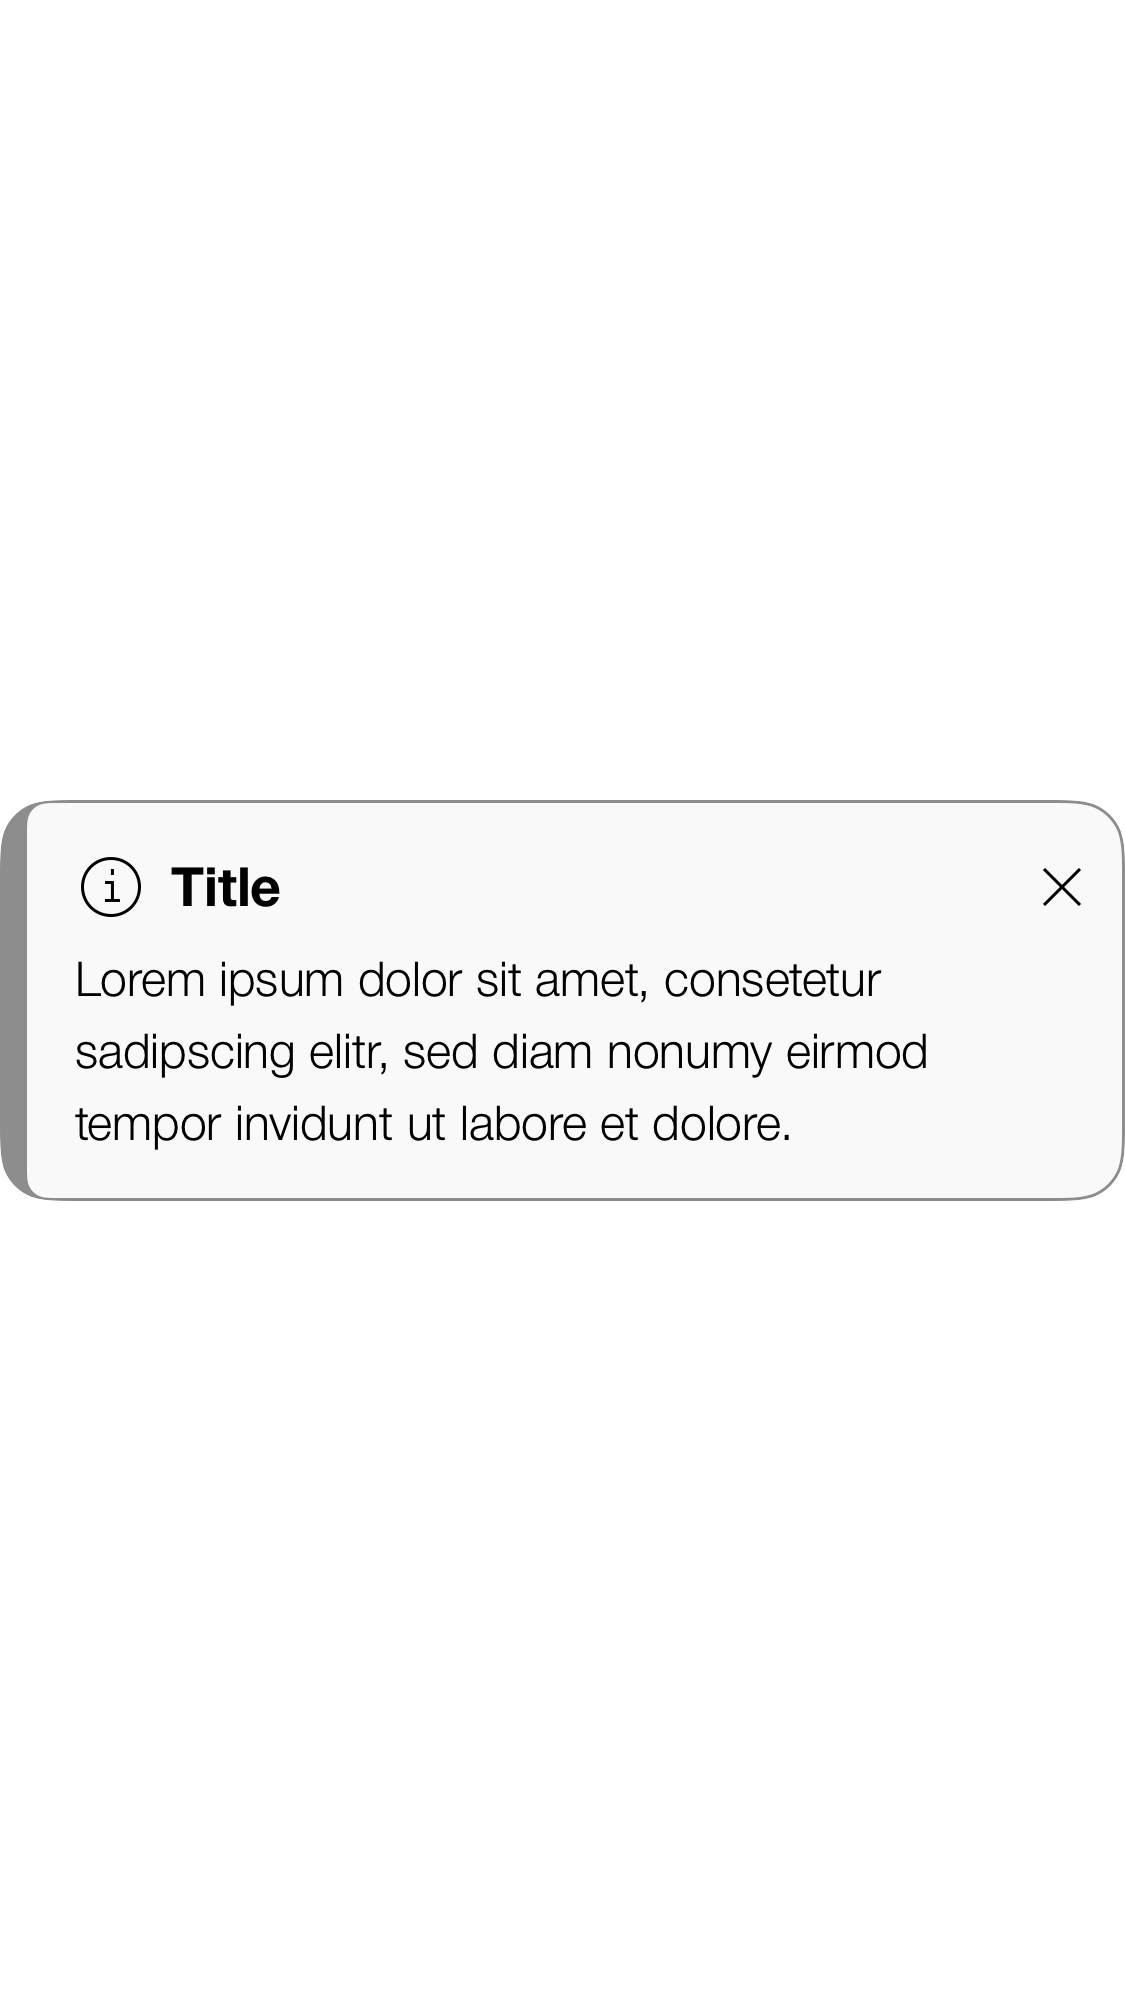 Title
Lorem ipsum dolor sit amet, consetetur
sadipscing elitr, sed diam nonumy eirmod
tempor invidunt ut labore et dolore.